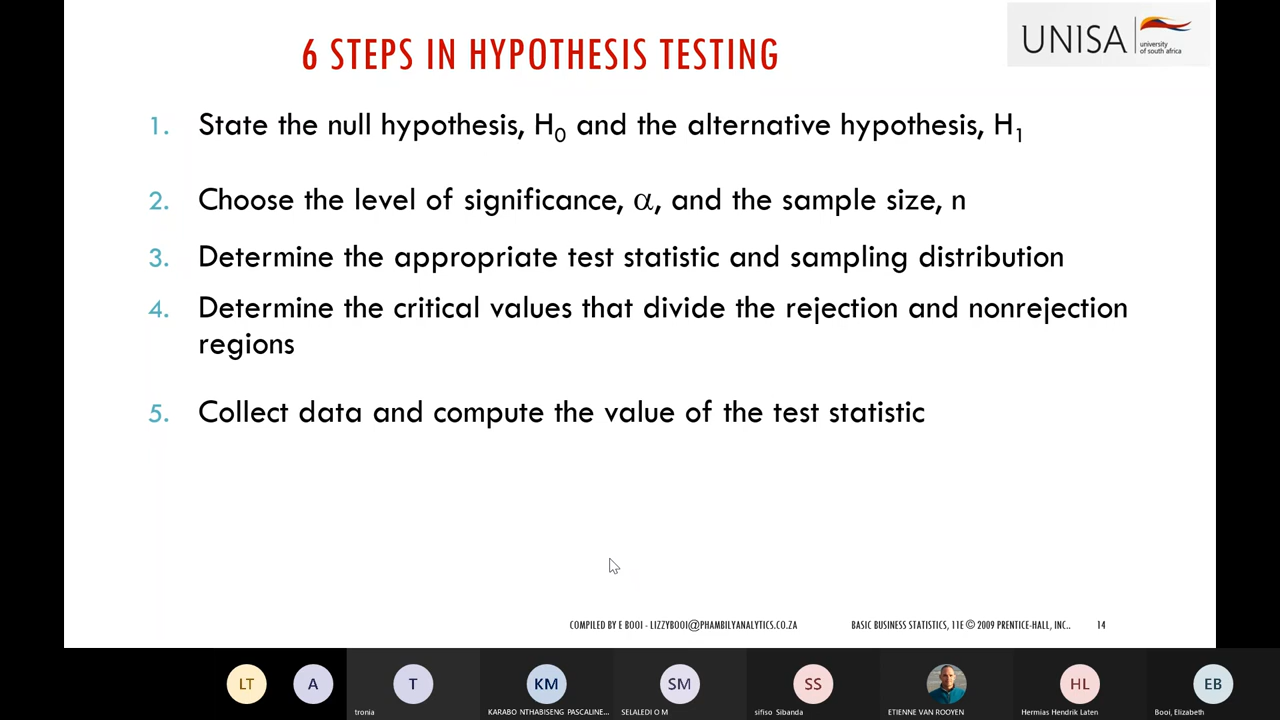 6 STEPS IN HYPOTHESIS TESTING
UNISA
university
of south africa
1. State the null hypothesis, H0 and the alternative hypothesis, H1
2. Choose the level of significance, α, and the sample size, n
3. Determine the appropriate test statistic and sampling distribution
4. Determine the critical values that divide the rejection and nonrejection
regions
5. Collect data and compute the value of the test statistic
COMPILED BY E BOOI - LIZZYBOOI@PHAMBILYANALYTICS.CO.ZA
BASIC BUSINESS STATISTICS, 11E © 2009 PRENTICE-HALL, INC..
14
LT
A
T
KM
SM
SS
HL
EB
tronia
KARABO NTHABISENG PASCALINE...
SELALEDI O M
sifiso Sibanda
ETIENNE VAN ROOYEN
Hermias Hendrik Laten
Booi, Elizabeth